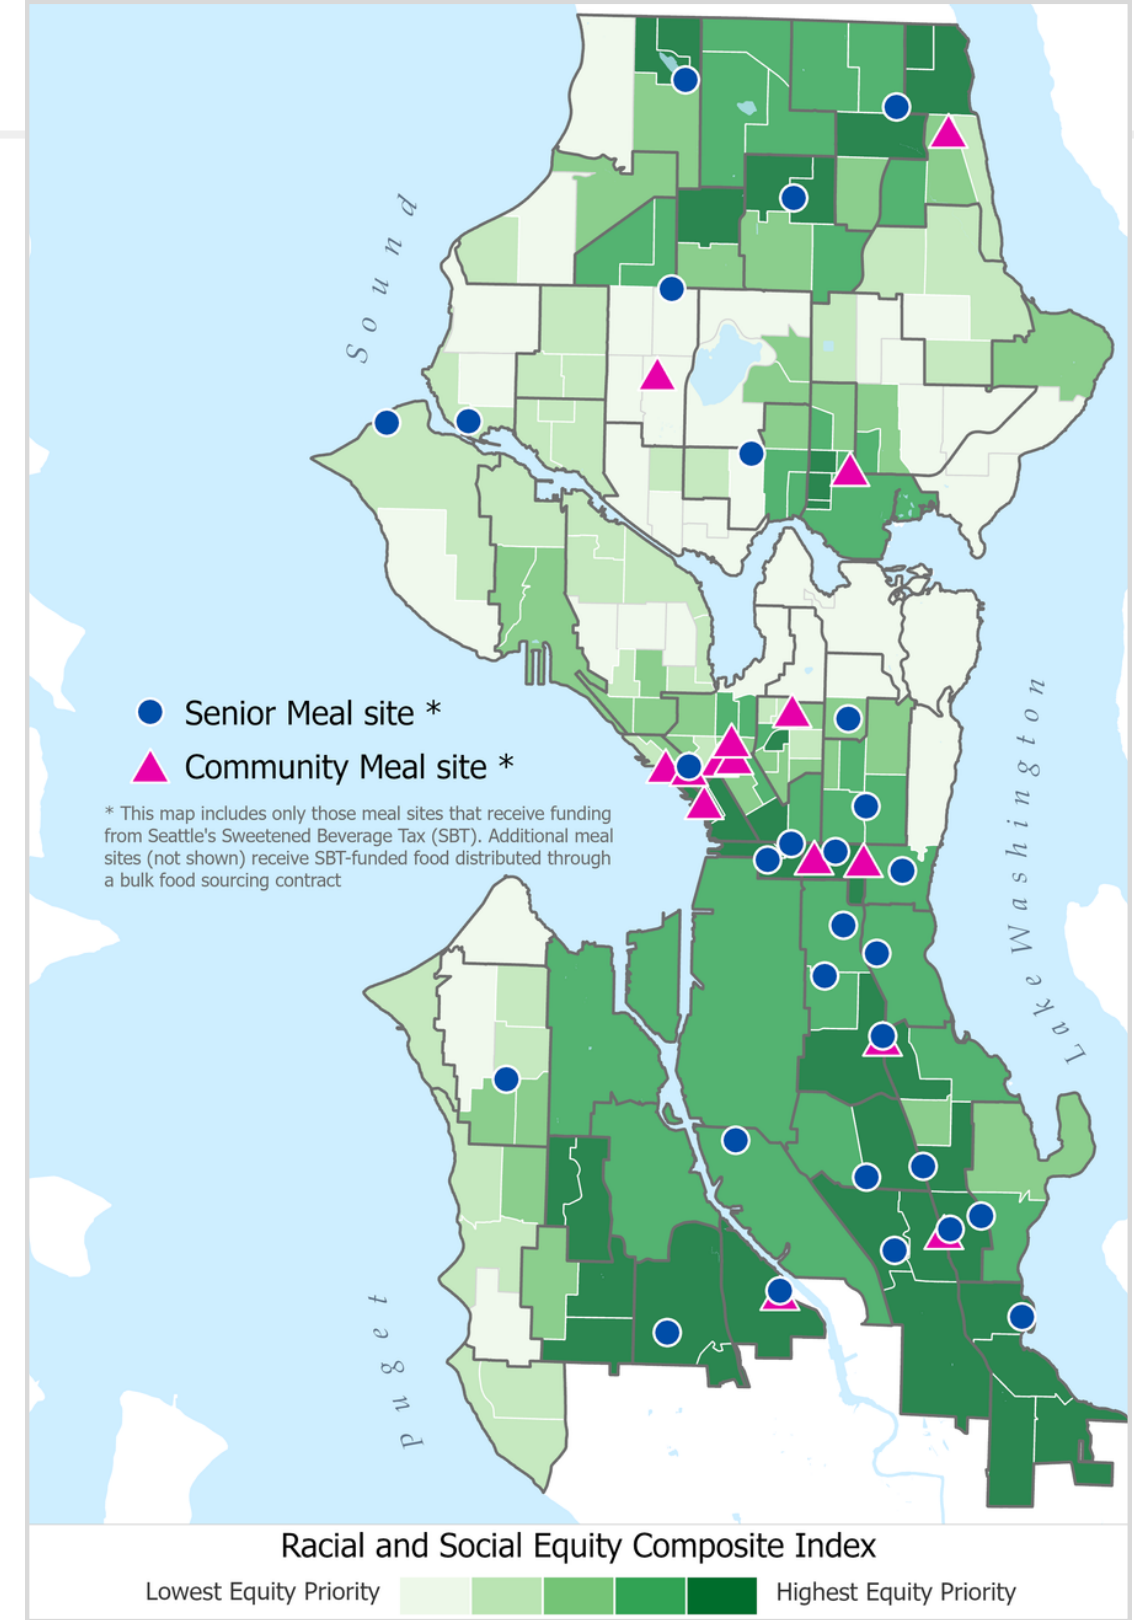 Sound
Senior Meal site *
Community Meal site *
* This map includes only those meal sites that receive funding
from Seattle's Sweetened Beverage Tax (SBT). Additional meal
sites (not shown) receive SBT-funded food distributed through
a bulk food sourcing contract
Lake Washington
Puget
Racial and Social Equity Composite Index
Lowest Equity Priority
Highest Equity Priority